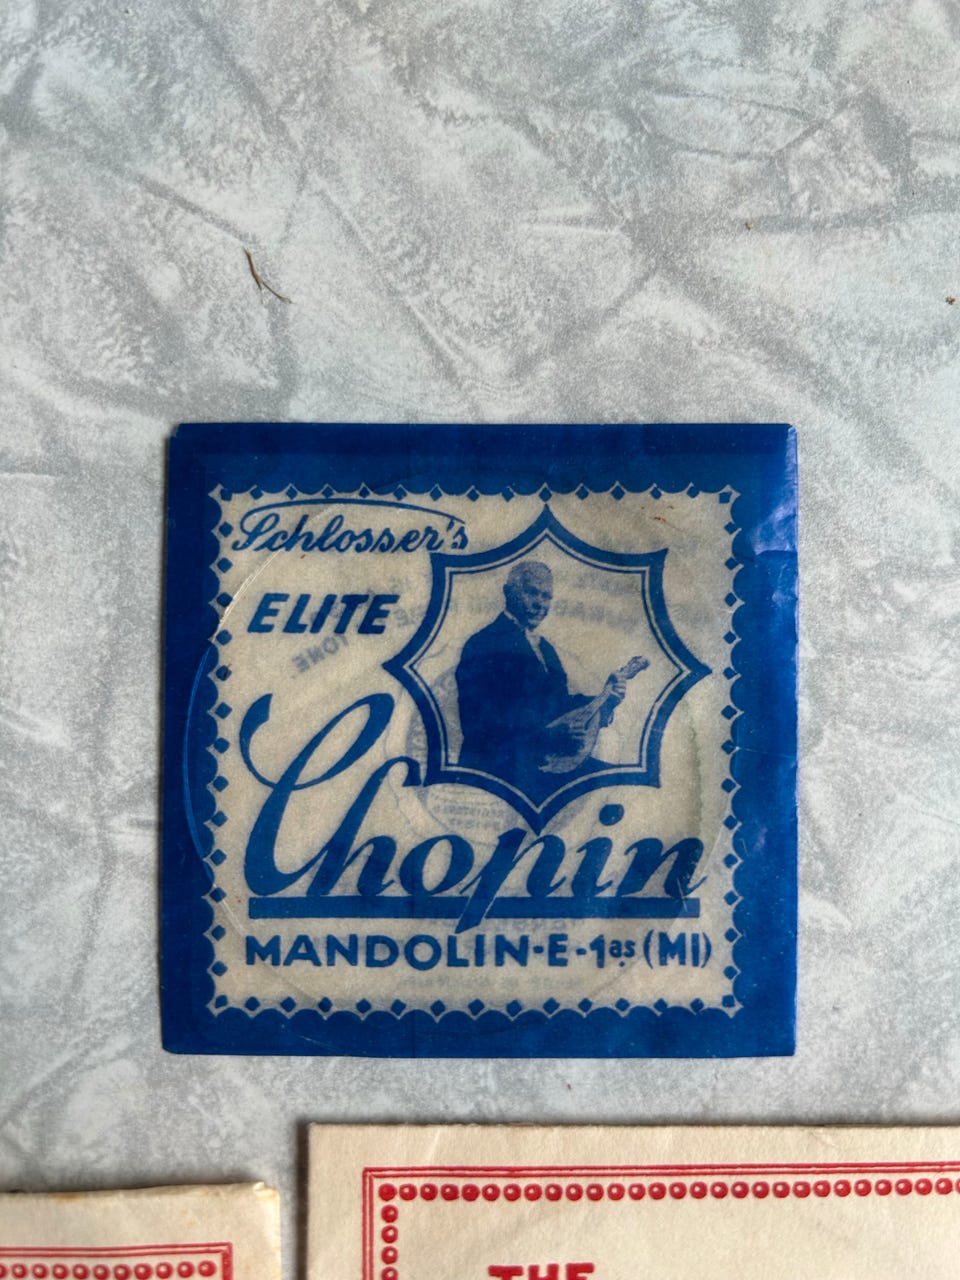 Schlosser's
ELITE
Chopin
MANDOLIN-E-1as (MI)
THE